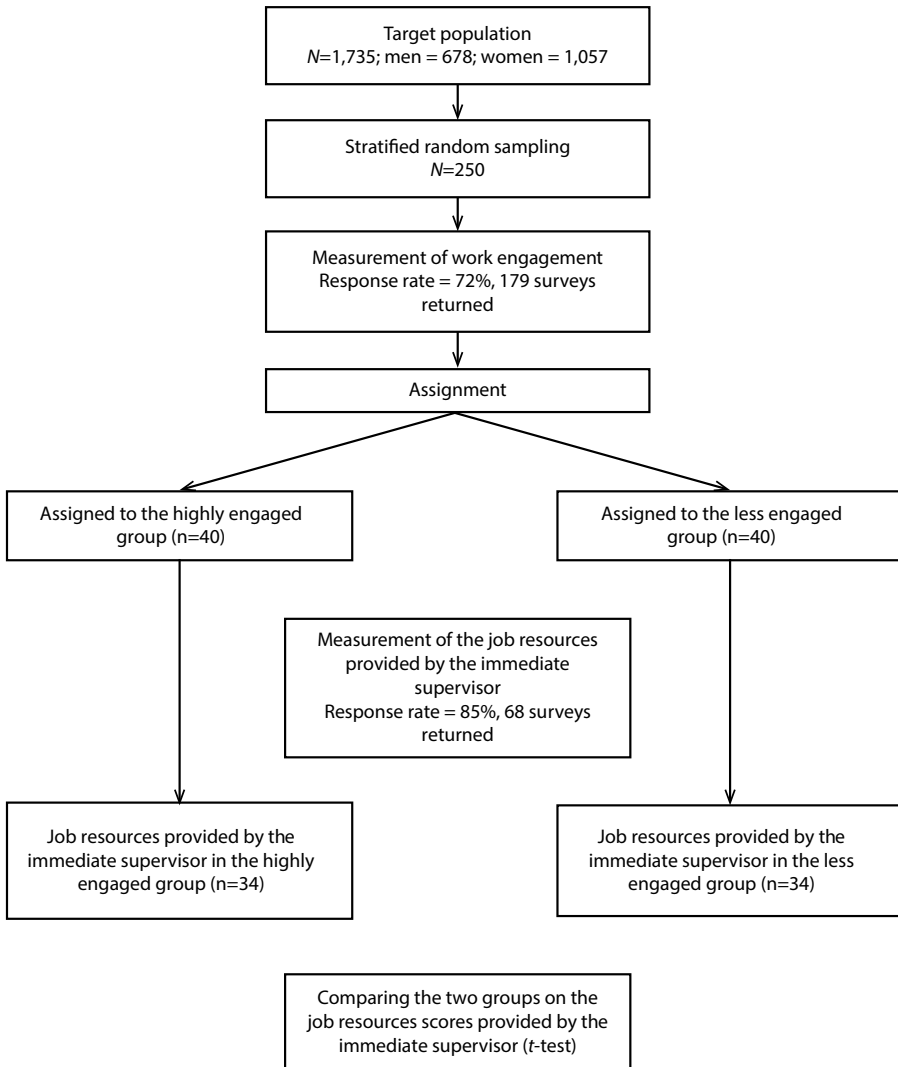 Target population
N=1,735; men = 678; women = 1,057
Stratified random sampling
N=250
Measurement of work engagement
Response rate = 72%, 179 surveys
returned
Assignment
Assigned to the highly engaged
group (n=40)
Assigned to the less engaged
group (n=40)
Measurement of the job resources
provided by the immediate
supervisor
Response rate = 85%, 68 surveys
returned
Job resources provided by the
immediate supervisor in the highly
engaged group (n=34)
Job resources provided by the
immediate supervisor in the less
engaged group (n=34)
Comparing the two groups on the
job resources scores provided by the
immediate supervisor (t-test)